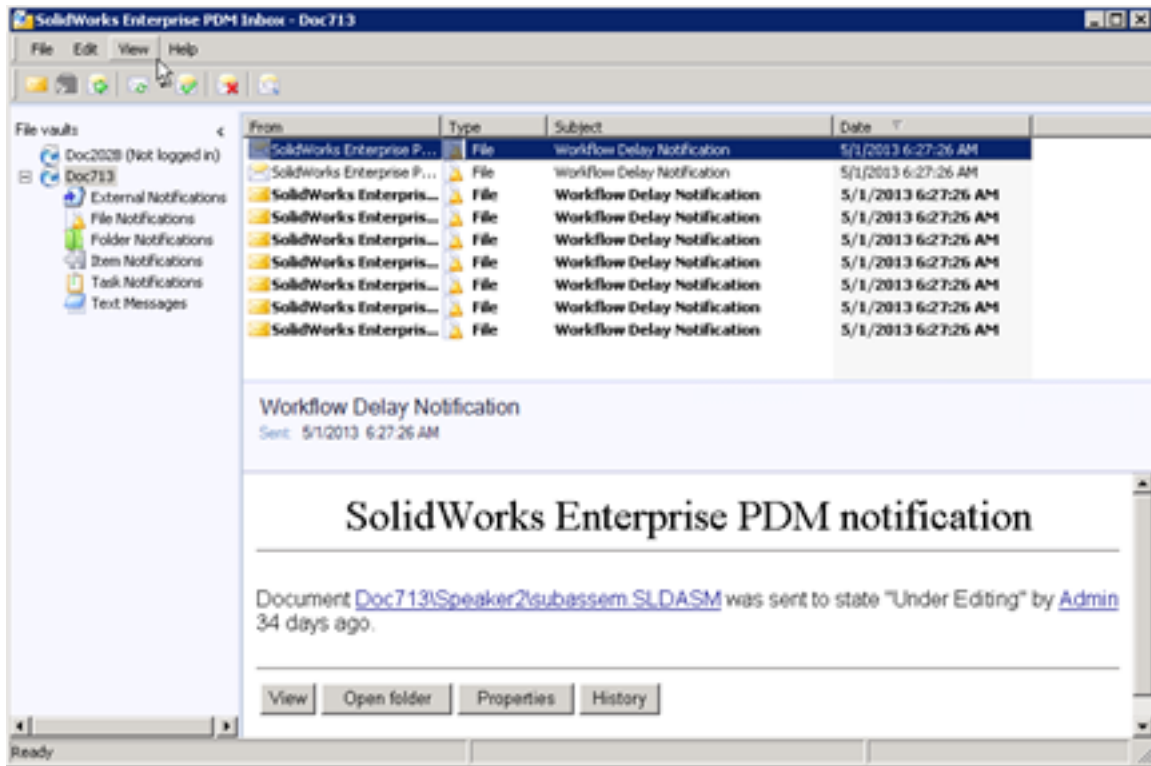 SolidWorks Enterprise PDM Inbox - Doc713
File Edit View Help
File vaults
Doc2028 (Not logged in)
Doc713
External Notifications
File Notifications
Folder Notifications
Item Notifications
Task Notifications
Text Messages
From Type Subject Date
SolidWorks Enterprise P... File Workflow Delay Notification 5/1/2013 6:27:26 AM
SolidWorks Enterprise P... File Workflow Delay Notification 5/1/2013 6:27:26 AM
SolidWorks Enterpris... File Workflow Delay Notification 5/1/2013 6:27:26 AM
SolidWorks Enterpris... File Workflow Delay Notification 5/1/2013 6:27:26 AM
SolidWorks Enterpris... File Workflow Delay Notification 5/1/2013 6:27:26 AM
SolidWorks Enterpris... File Workflow Delay Notification 5/1/2013 6:27:26 AM
SolidWorks Enterpris... File Workflow Delay Notification 5/1/2013 6:27:26 AM
SolidWorks Enterpris... File Workflow Delay Notification 5/1/2013 6:27:26 AM
SolidWorks Enterpris... File Workflow Delay Notification 5/1/2013 6:27:26 AM
Workflow Delay Notification
Sent: 5/1/2013 6:27:26 AM
SolidWorks Enterprise PDM notification
Document Doc713\Speaker2\subassem.SLDASM was sent to state "Under Editing" by Admin
34 days ago.
View Open folder Properties History
Ready